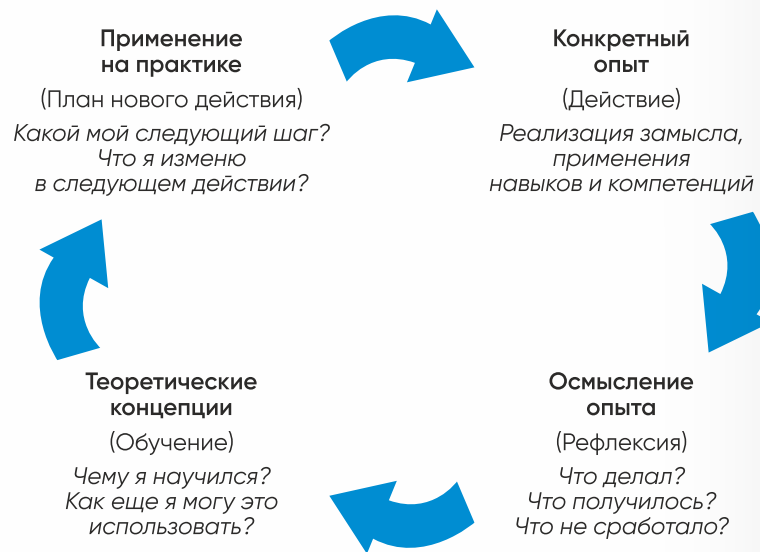 Применение
на практике
(План нового действия)
Какой мой следующий шаг?
Что я изменю
в следующем действии?
Конкретный
опыт
(Действие)
Реализация замысла,
применения
навыков и компетенций
Теоретические
концепции
(Обучение)
Чему я научился?
Как еще я могу это
использовать?
Осмысление
опыта
(Рефлексия)
Что делал?
Что получилось?
Что не сработало?